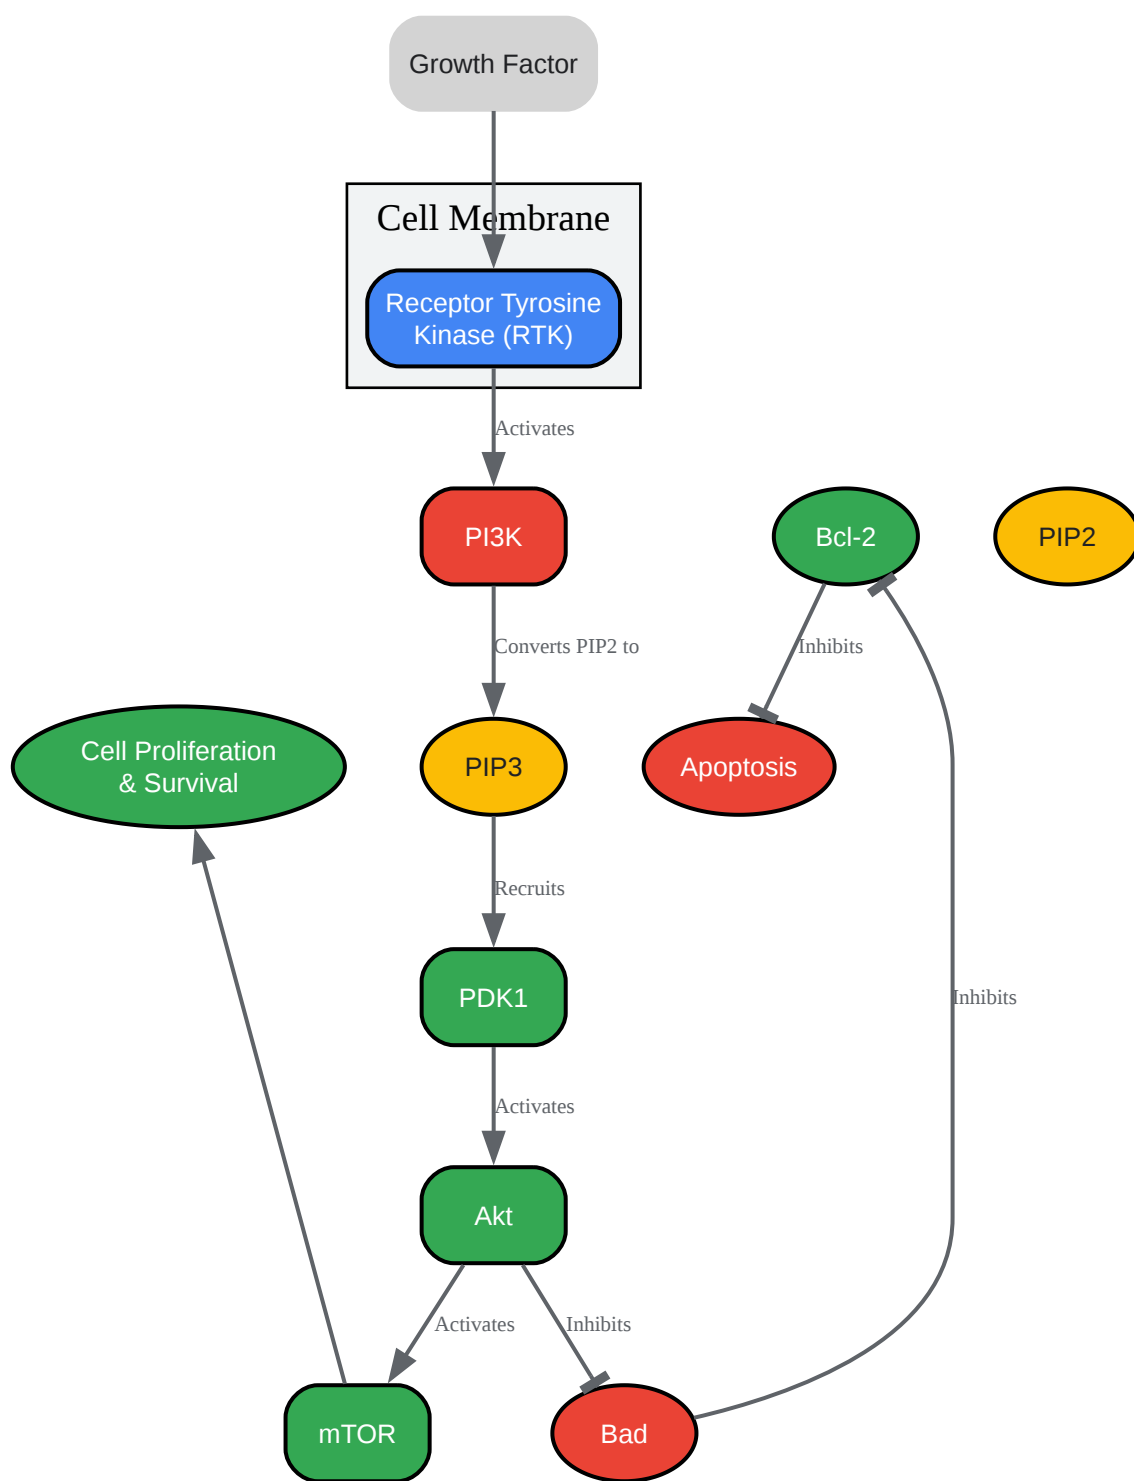 Growth Factor
Cell Membrane
Receptor Tyrosine
Kinase (RTK)
Activates
PI3K
Bcl-2
PIP2
Converts PIP2 to
Inhibits
Cell Proliferation
& Survival
PIP3
Apoptosis
Recruits
PDK1
Inhibits
Activates
Akt
Activates
Inhibits
mTOR
Bad